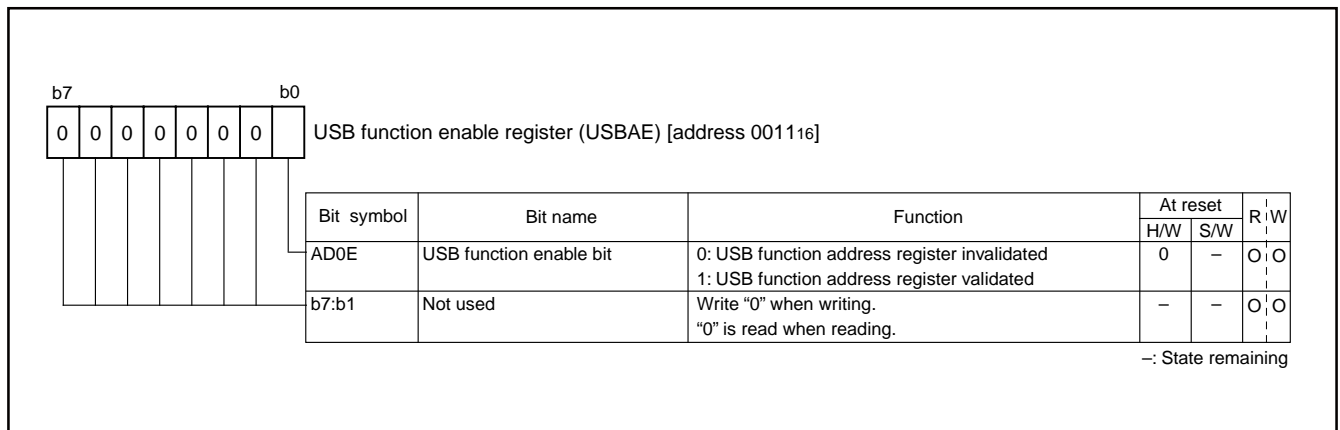 b7 b0
0 0 0 0 0 0 0 USB function enable register (USBAE) [address 001116]
Bit symbol Bit name Function At reset R W
H/W S/W
AD0E USB function enable bit 0: USB function address register invalidated 0 – O O
1: USB function address register validated
b7:b1 Not used Write “0” when writing. – – O O
“0” is read when reading.
–: State remaining